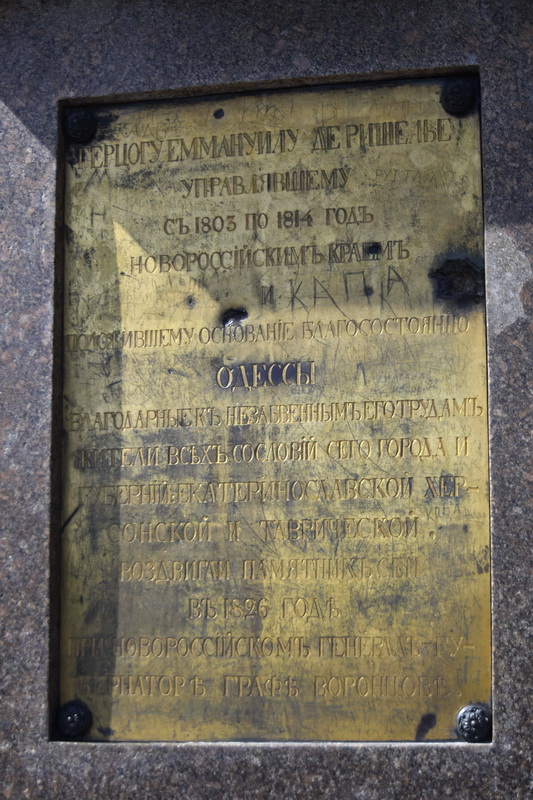 ГЕРЦОГУ ЕММАНУИЛУ ДЕ РИШЕЛЬЕ
УПРАВЛЯВШЕМУ
СЪ 1803 ПО 1814 ГОДЪ
НОВОРОССІЙСКИМЪ КРАЕМЪ
И КАПА
ПОЛОЖИВШЕМУ ОСНОВАНІЕ БЛАГОСОСТОЯНІЮ
ОДЕССЫ
БЛАГОДАРНЫЕ КЪ НЕЗАБВЕННЫМЪ ЕГО ТРУДАМЪ
ЖИТЕЛИ ВСѢХЪ СОСЛОВІЙ СЕГО ГОРОДА И
ГУБЕРНІЙ: ЕКАТЕРИНОСЛАВСКОЙ ХЕР-
СОНСКОЙ И ТАВРИЧЕСКОЙ,
ВОЗДВИГЛИ ПАМЯТНИКЪ СЕЙ
ВЪ 1826 ГОДѢ
ПРИ НОВОРОССІЙСКОМЪ ГЕНЕРАЛЪ-ГУ-
БЕРНАТОРѢ ГРАФѢ ВОРОНЦОВѢ.